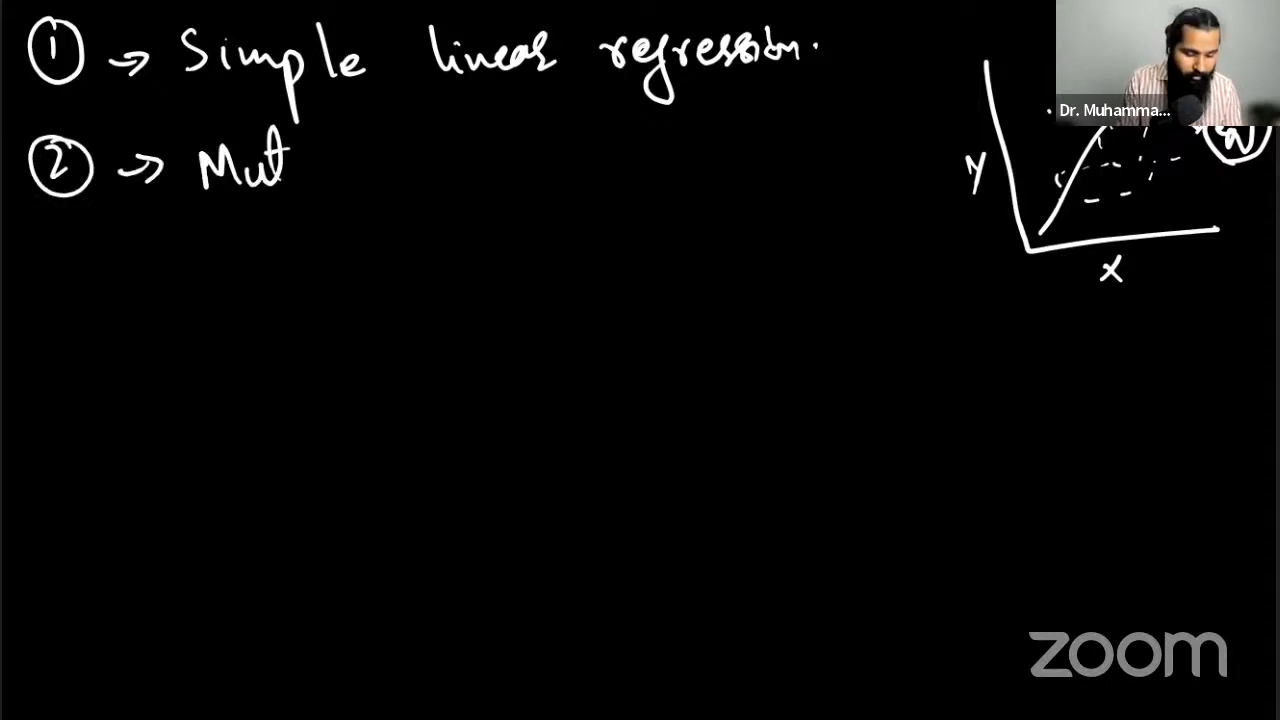 ① → Simple linear regression.
② → Mut
Dr. Muhamma...
y
x
zoom